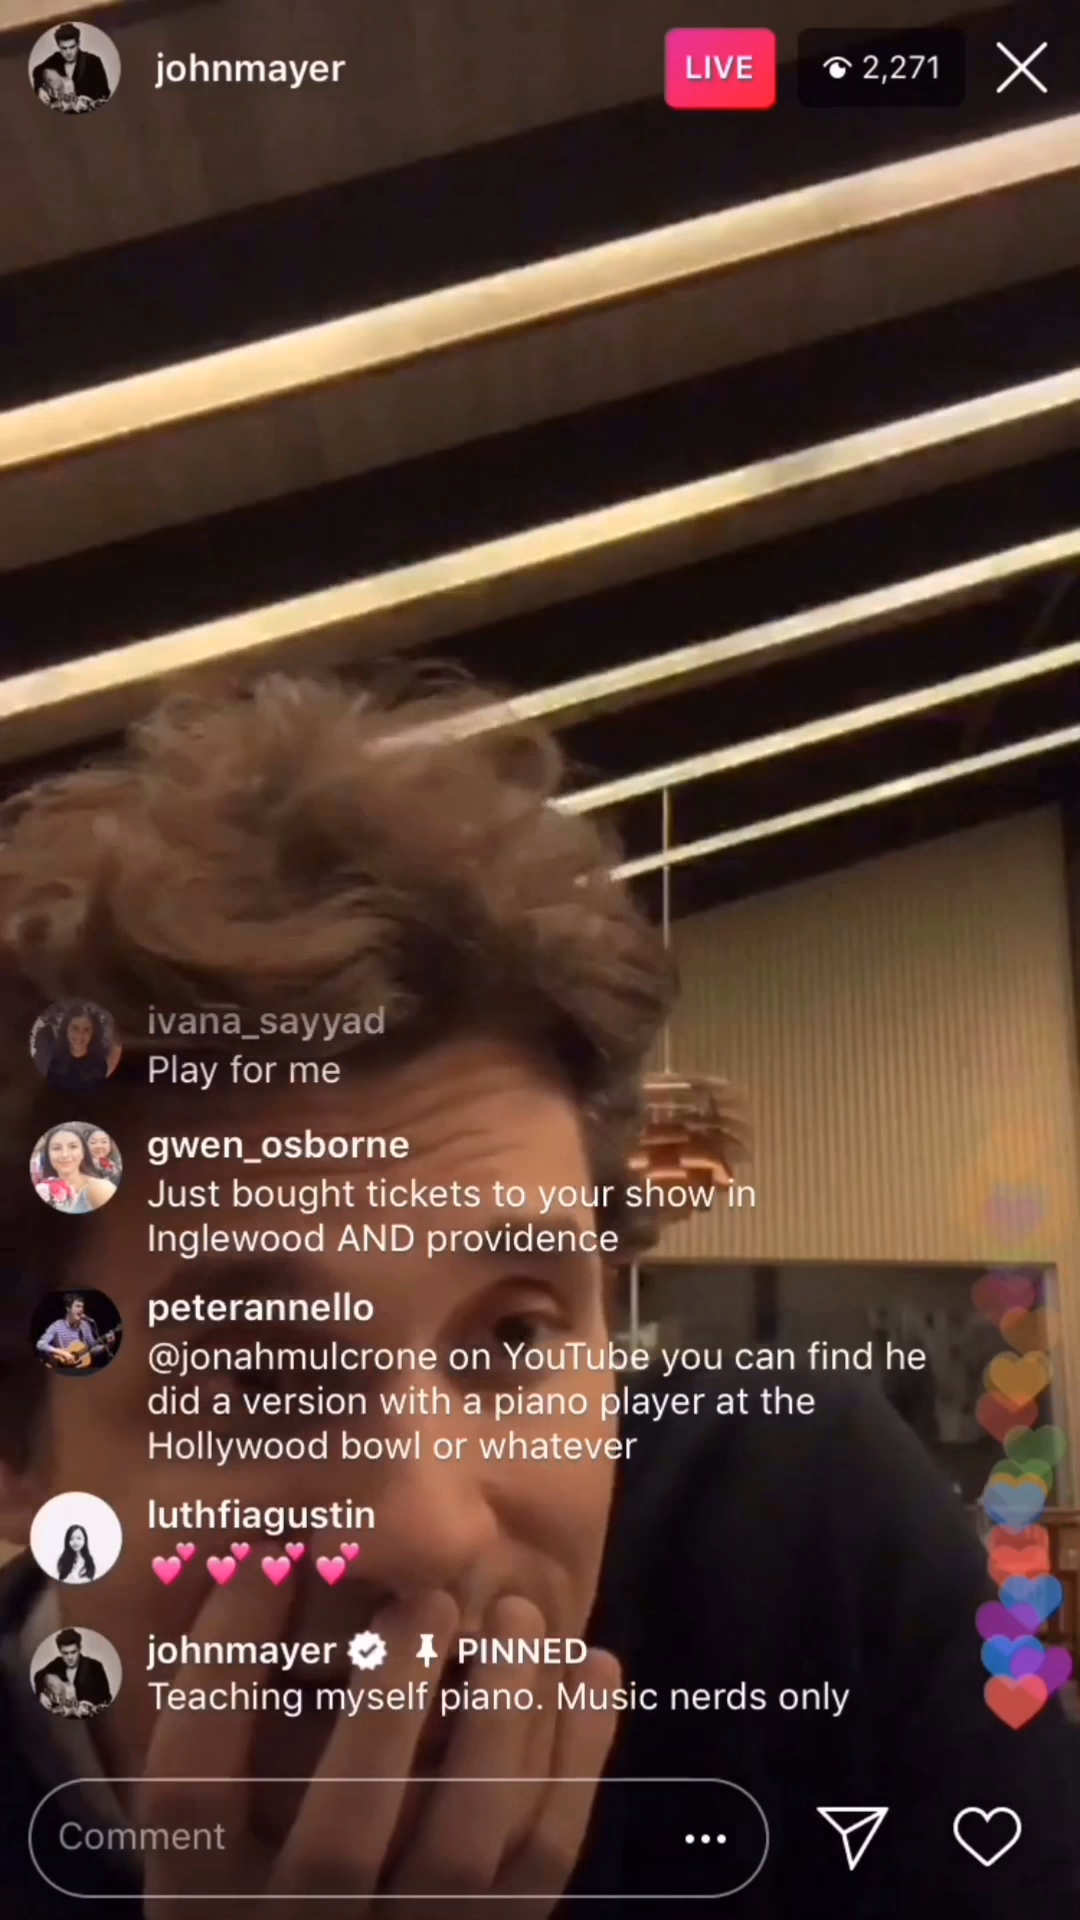 johnmayer
LIVE
2,271
ivana_sayyad
Play for me
gwen_osborne
Just bought tickets to your show in
Inglewood AND providence
peterannello
@jonahmulcrone on YouTube you can find he
did a version with a piano player at the
Hollywood bowl or whatever
luthfiagustin
💕 💕 💕 💕
johnmayer PINNED
Teaching myself piano. Music nerds only
Comment